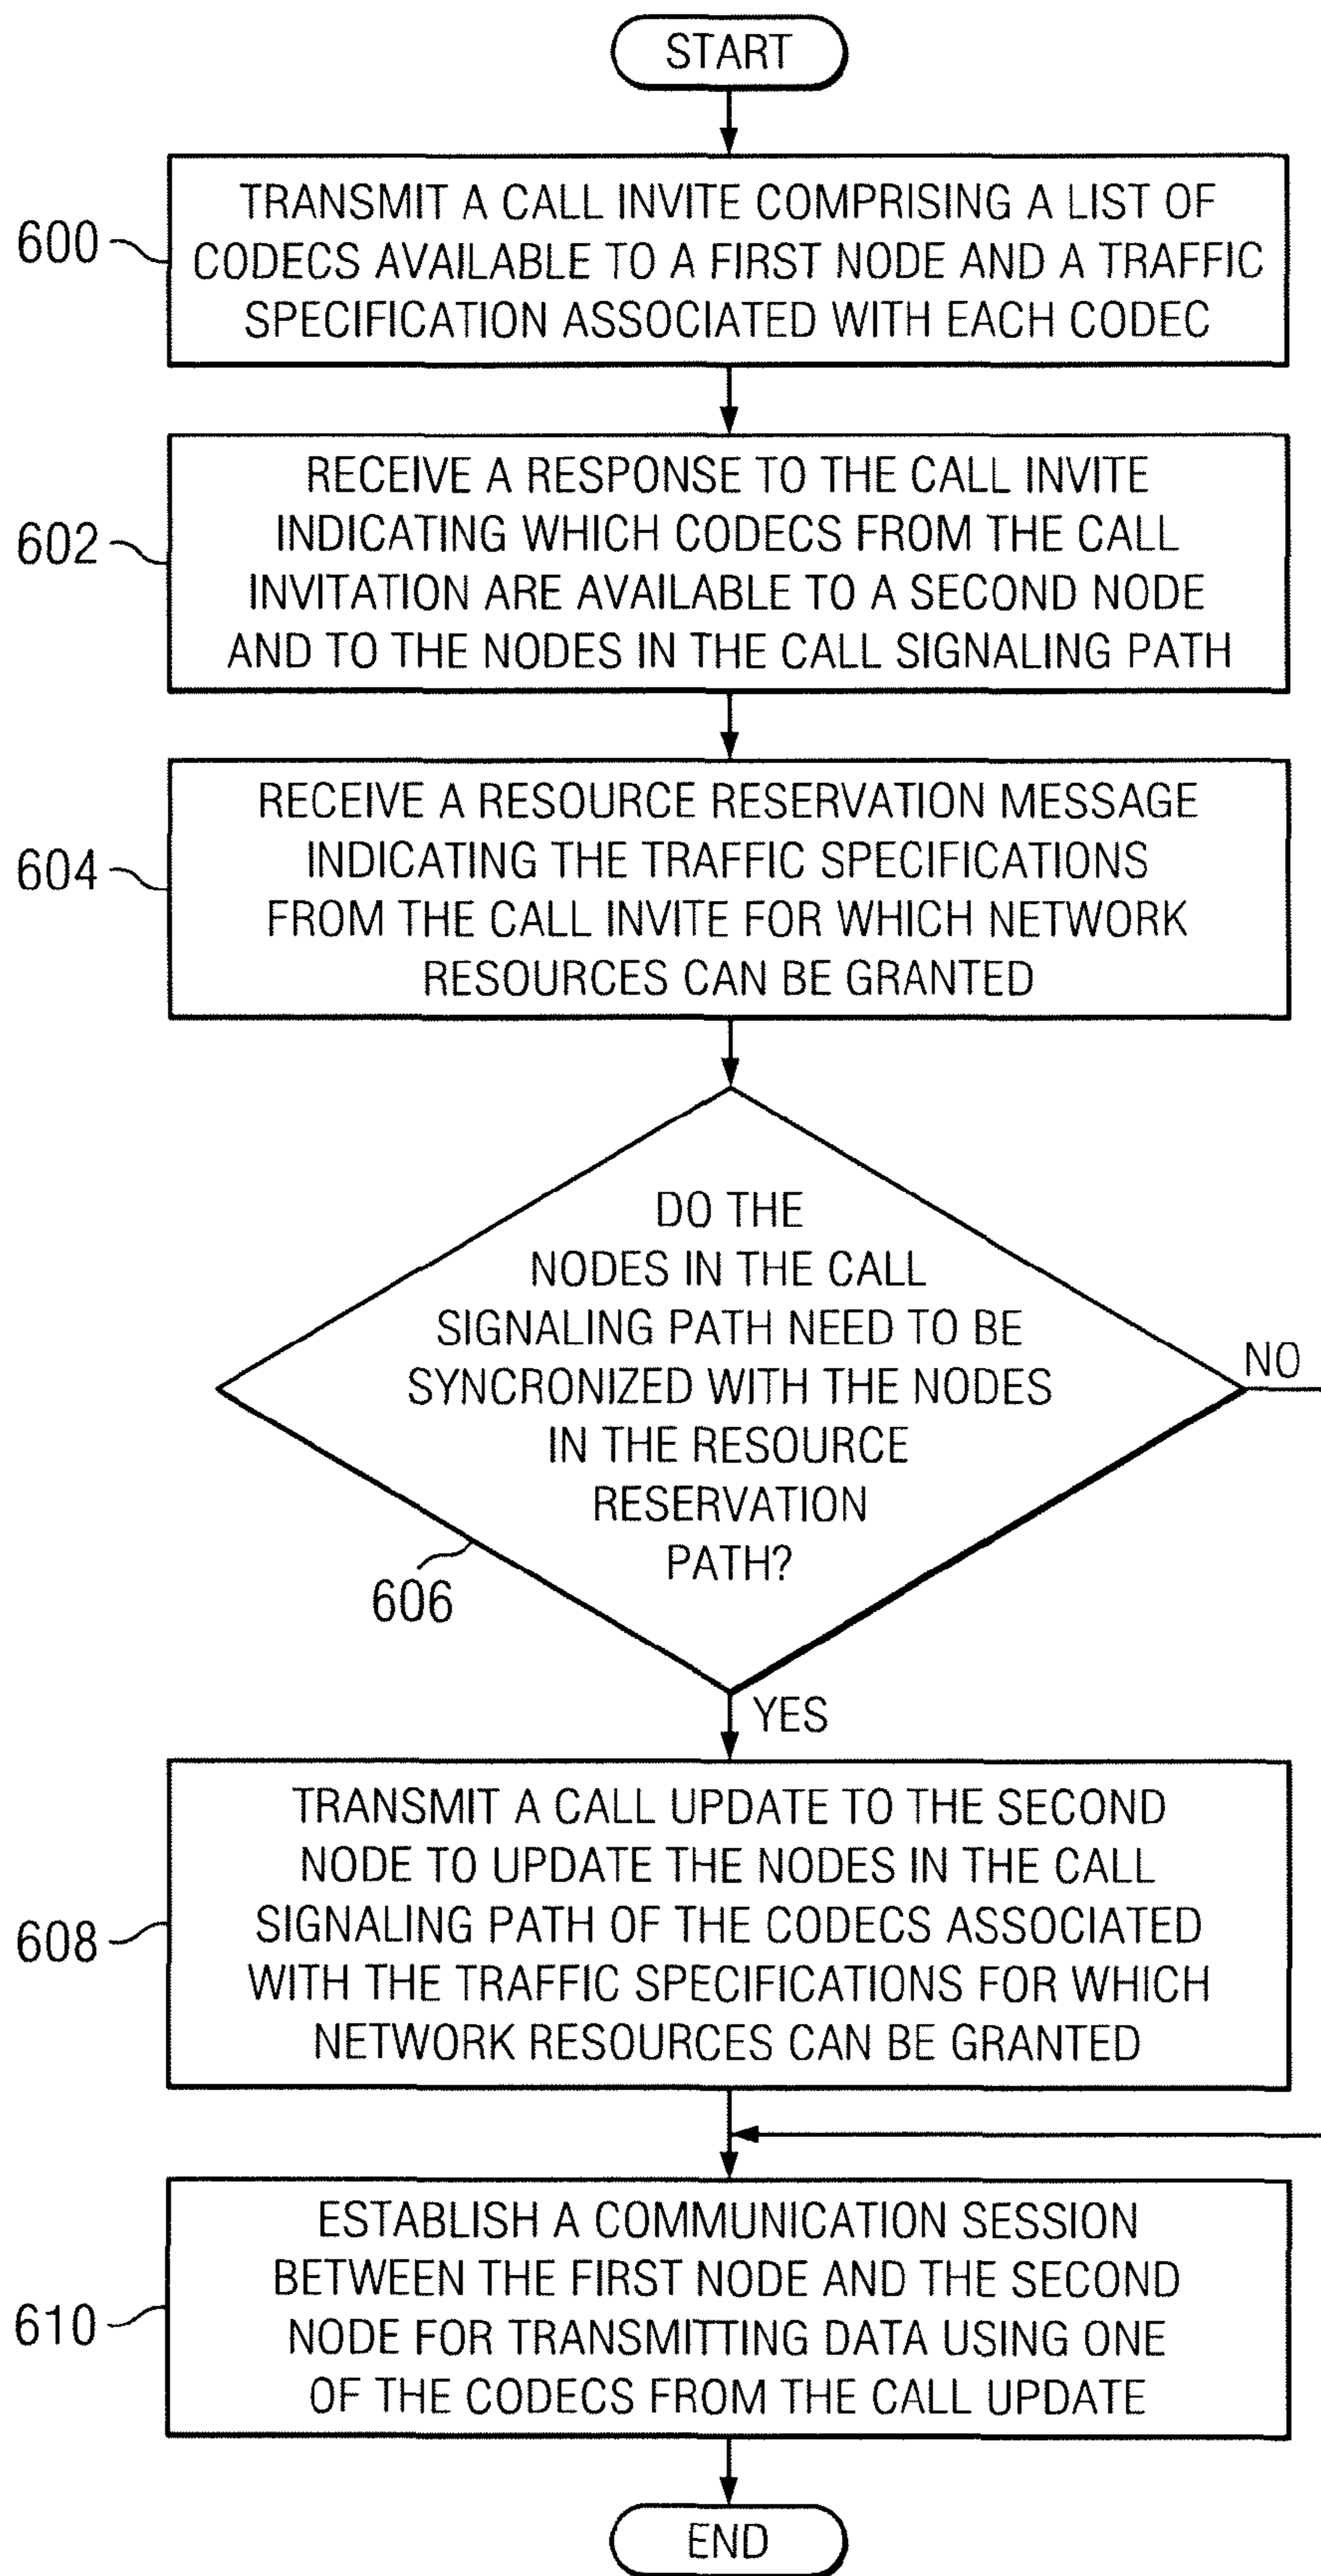 START
600
TRANSMIT A CALL INVITE COMPRISING A LIST OF
CODECS AVAILABLE TO A FIRST NODE AND A TRAFFIC
SPECIFICATION ASSOCIATED WITH EACH CODEC
602
RECEIVE A RESPONSE TO THE CALL INVITE
INDICATING WHICH CODECS FROM THE CALL
INVITATION ARE AVAILABLE TO A SECOND NODE
AND TO THE NODES IN THE CALL SIGNALING PATH
604
RECEIVE A RESOURCE RESERVATION MESSAGE
INDICATING THE TRAFFIC SPECIFICATIONS
FROM THE CALL INVITE FOR WHICH NETWORK
RESOURCES CAN BE GRANTED
DO THE
NODES IN THE CALL
SIGNALING PATH NEED TO BE
SYNCRONIZED WITH THE NODES
IN THE RESOURCE
RESERVATION
PATH?
NO
606
YES
608
TRANSMIT A CALL UPDATE TO THE SECOND
NODE TO UPDATE THE NODES IN THE CALL
SIGNALING PATH OF THE CODECS ASSOCIATED
WITH THE TRAFFIC SPECIFICATIONS FOR WHICH
NETWORK RESOURCES CAN BE GRANTED
610
ESTABLISH A COMMUNICATION SESSION
BETWEEN THE FIRST NODE AND THE SECOND
NODE FOR TRANSMITTING DATA USING ONE
OF THE CODECS FROM THE CALL UPDATE
END